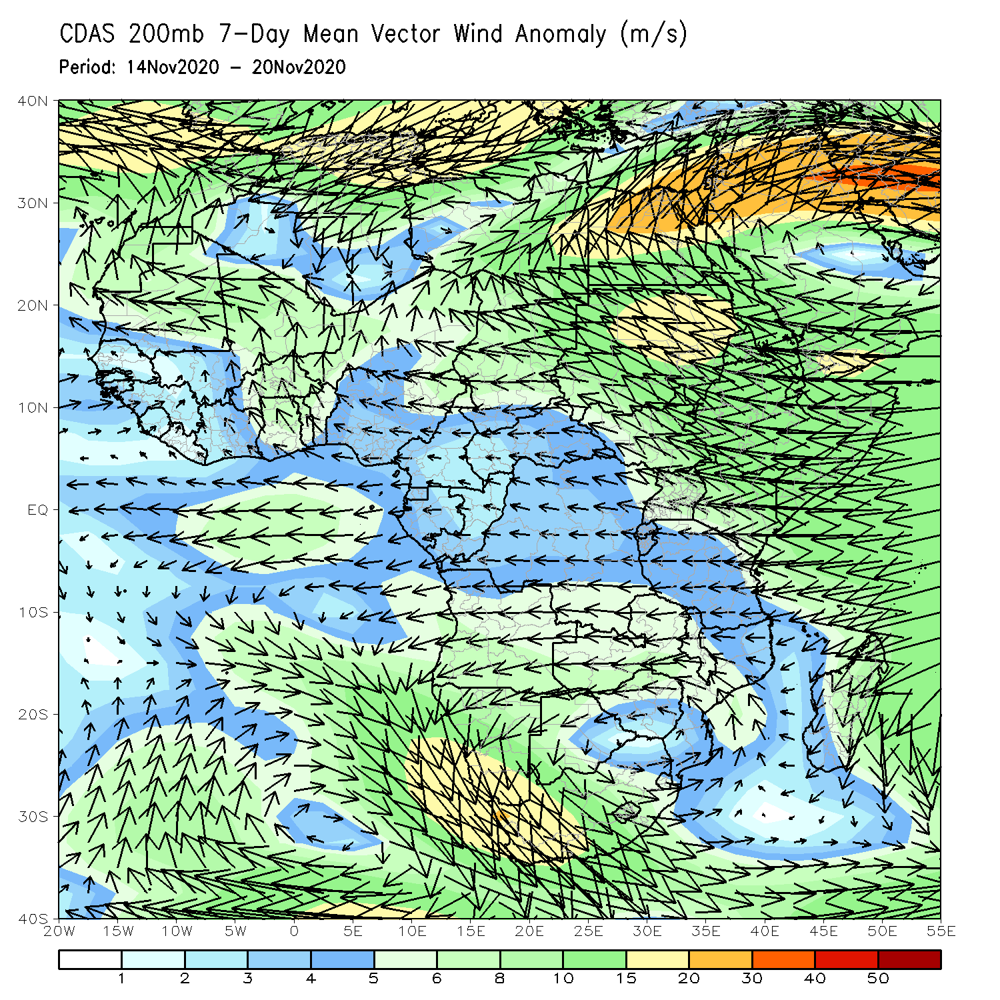 CDAS 200mb 7-Day Mean Vector Wind Anomaly (m/s)
Period: 14Nov2020 - 20Nov2020
40N
30N
20N
10N
EQ
10S
20S
30S
40S
20W 15W 10W 5W 0 5E 10E 15E 20E 25E 30E 35E 40E 45E 50E 55E
1 2 3 4 5 6 8 10 15 20 30 40 50